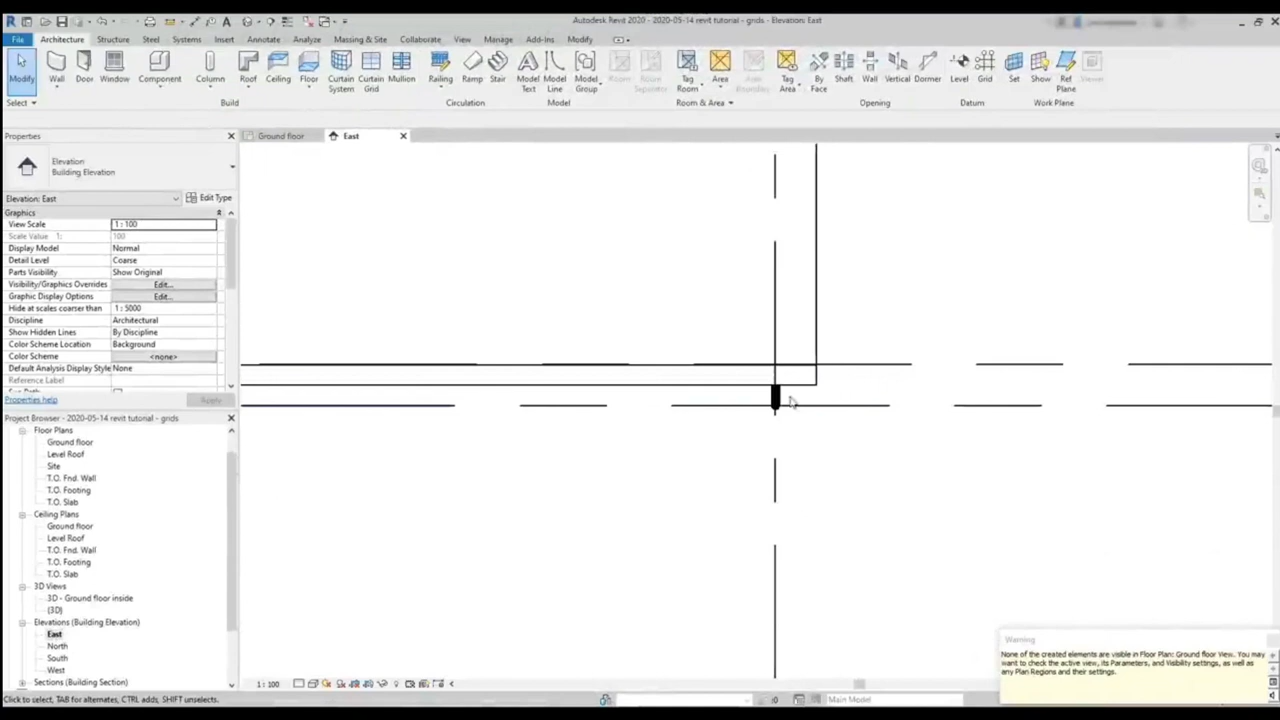 Autodesk Revit 2020 - 2020-05-14 revit tutorial - grids - Elevation: East
File Architecture Structure Steel Systems Insert Annotate Analyze Massing & Site Collaborate View Manage Add-Ins Modify
Modify Wall Door Window Component Column Roof Ceiling Floor Curtain System Curtain Grid Mullion Railing Ramp Stair Model Text Model Line Model Group Room Room Separator Tag Room Area Area Boundary Tag Area By Face Shaft Wall Vertical Dormer Level Grid Set Show Ref Plane Viewer
Select Build Circulation Model Room & Area Opening Datum Work Plane
Properties
Ground floor
East
Elevation
Building Elevation
Elevation: East
Edit Type
Graphics
View Scale 1 : 100
Scale Value 1: 100
Display Model Normal
Detail Level Coarse
Parts Visibility Show Original
Visibility/Graphics Overrides Edit...
Graphic Display Options Edit...
Hide at scales coarser than 1 : 5000
Discipline Architectural
Show Hidden Lines By Discipline
Color Scheme Location Background
Color Scheme <none>
Default Analysis Display Style None
Reference Label
Properties help
Apply
Project Browser - 2020-05-14 revit tutorial - grids
Floor Plans
Ground floor
Level Roof
Site
T.O. Fnd. Wall
T.O. Footing
T.O. Slab
Ceiling Plans
Ground floor
Level Roof
T.O. Fnd. Wall
T.O. Footing
T.O. Slab
3D Views
3D - Ground floor inside
{3D}
Elevations (Building Elevation)
East
North
South
West
Sections (Building Section)
1 : 100
Warning
None of the created elements are visible in Floor Plan: Ground floor View. You may
want to check the active view, its Parameters, and Visibility settings, as well as
any Plan Regions and their settings.
Click to select, TAB for alternates, CTRL adds, SHIFT unselects.
:0
Main Model